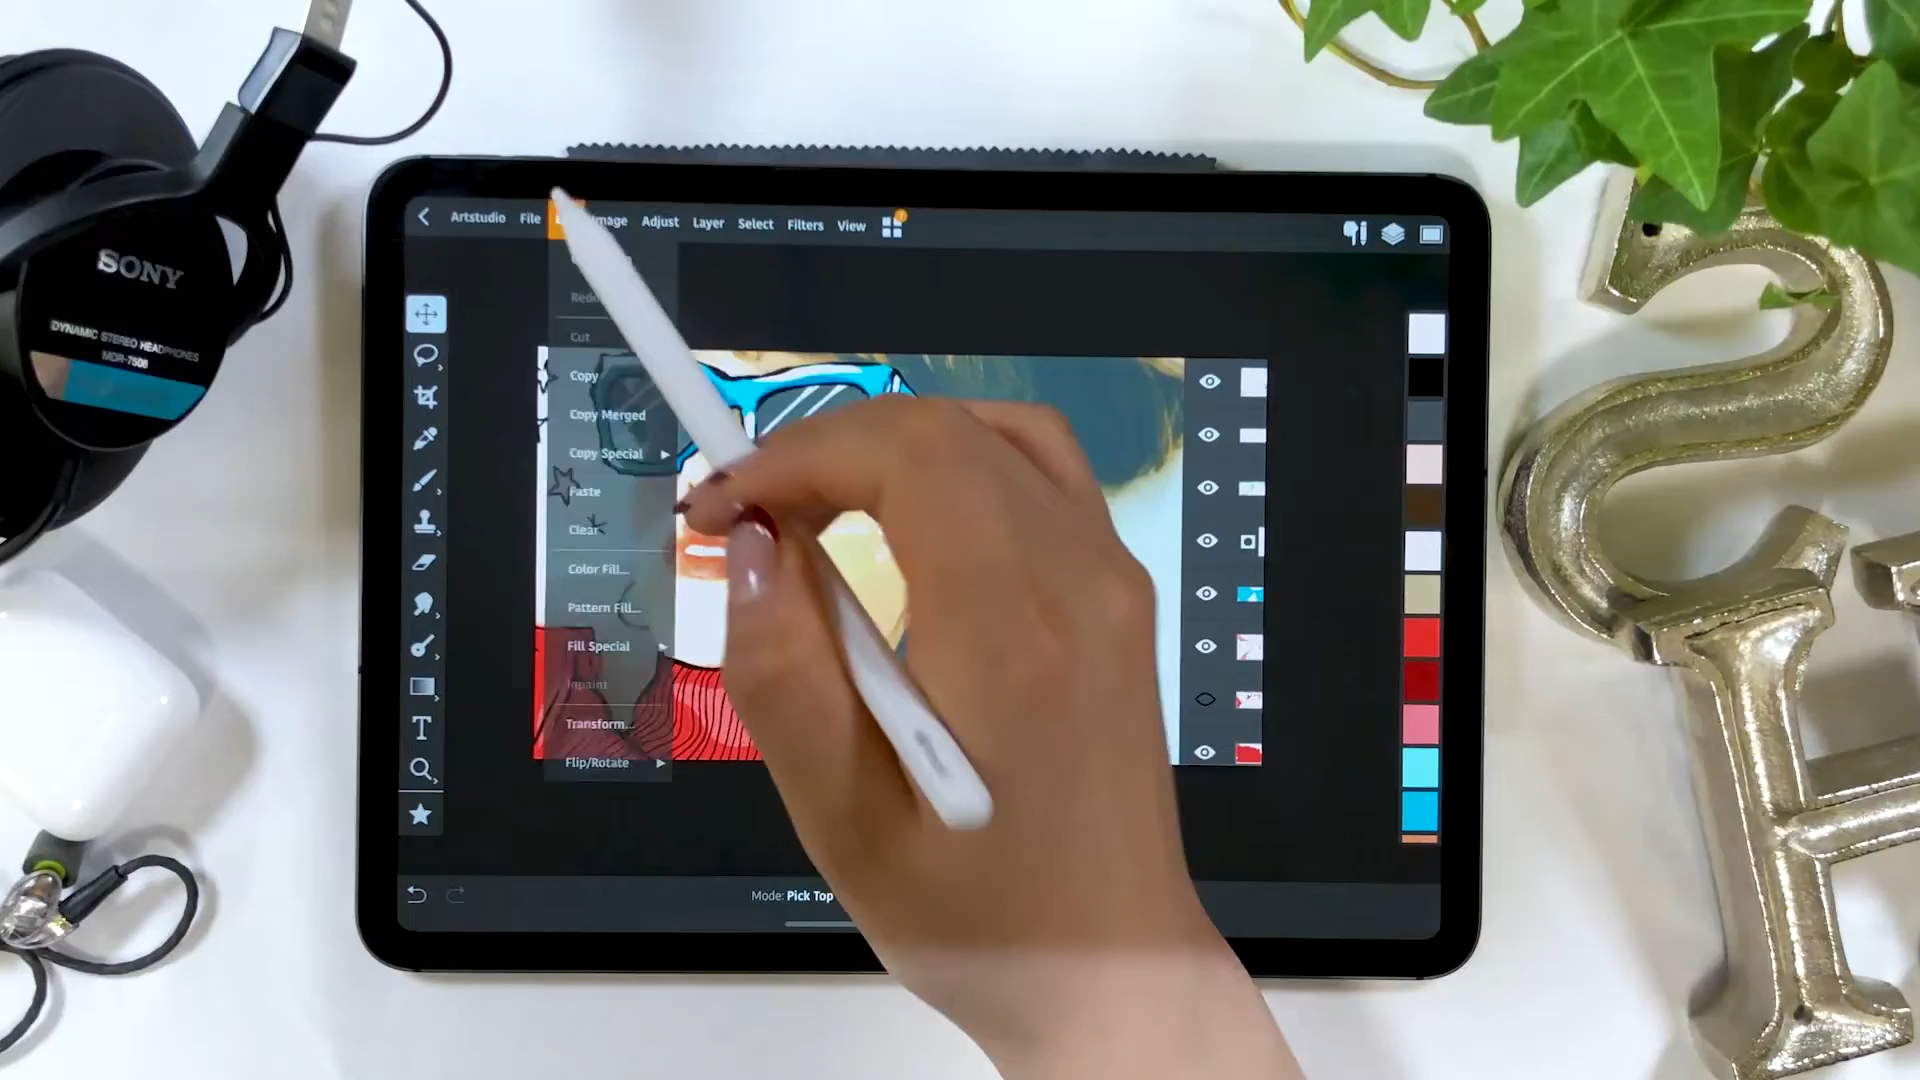 SONY
DYNAMIC STEREO HEADPHONES
MDR-7506
Artstudio File Image Adjust Layer Select Filters View
Cut
Copy
Copy Merged
Copy Special
Paste
Clear
Color Fill...
Pattern Fill...
Fill Special
Inpaint
Transform...
Flip/Rotate
T
Mode: Pick Top
S
H